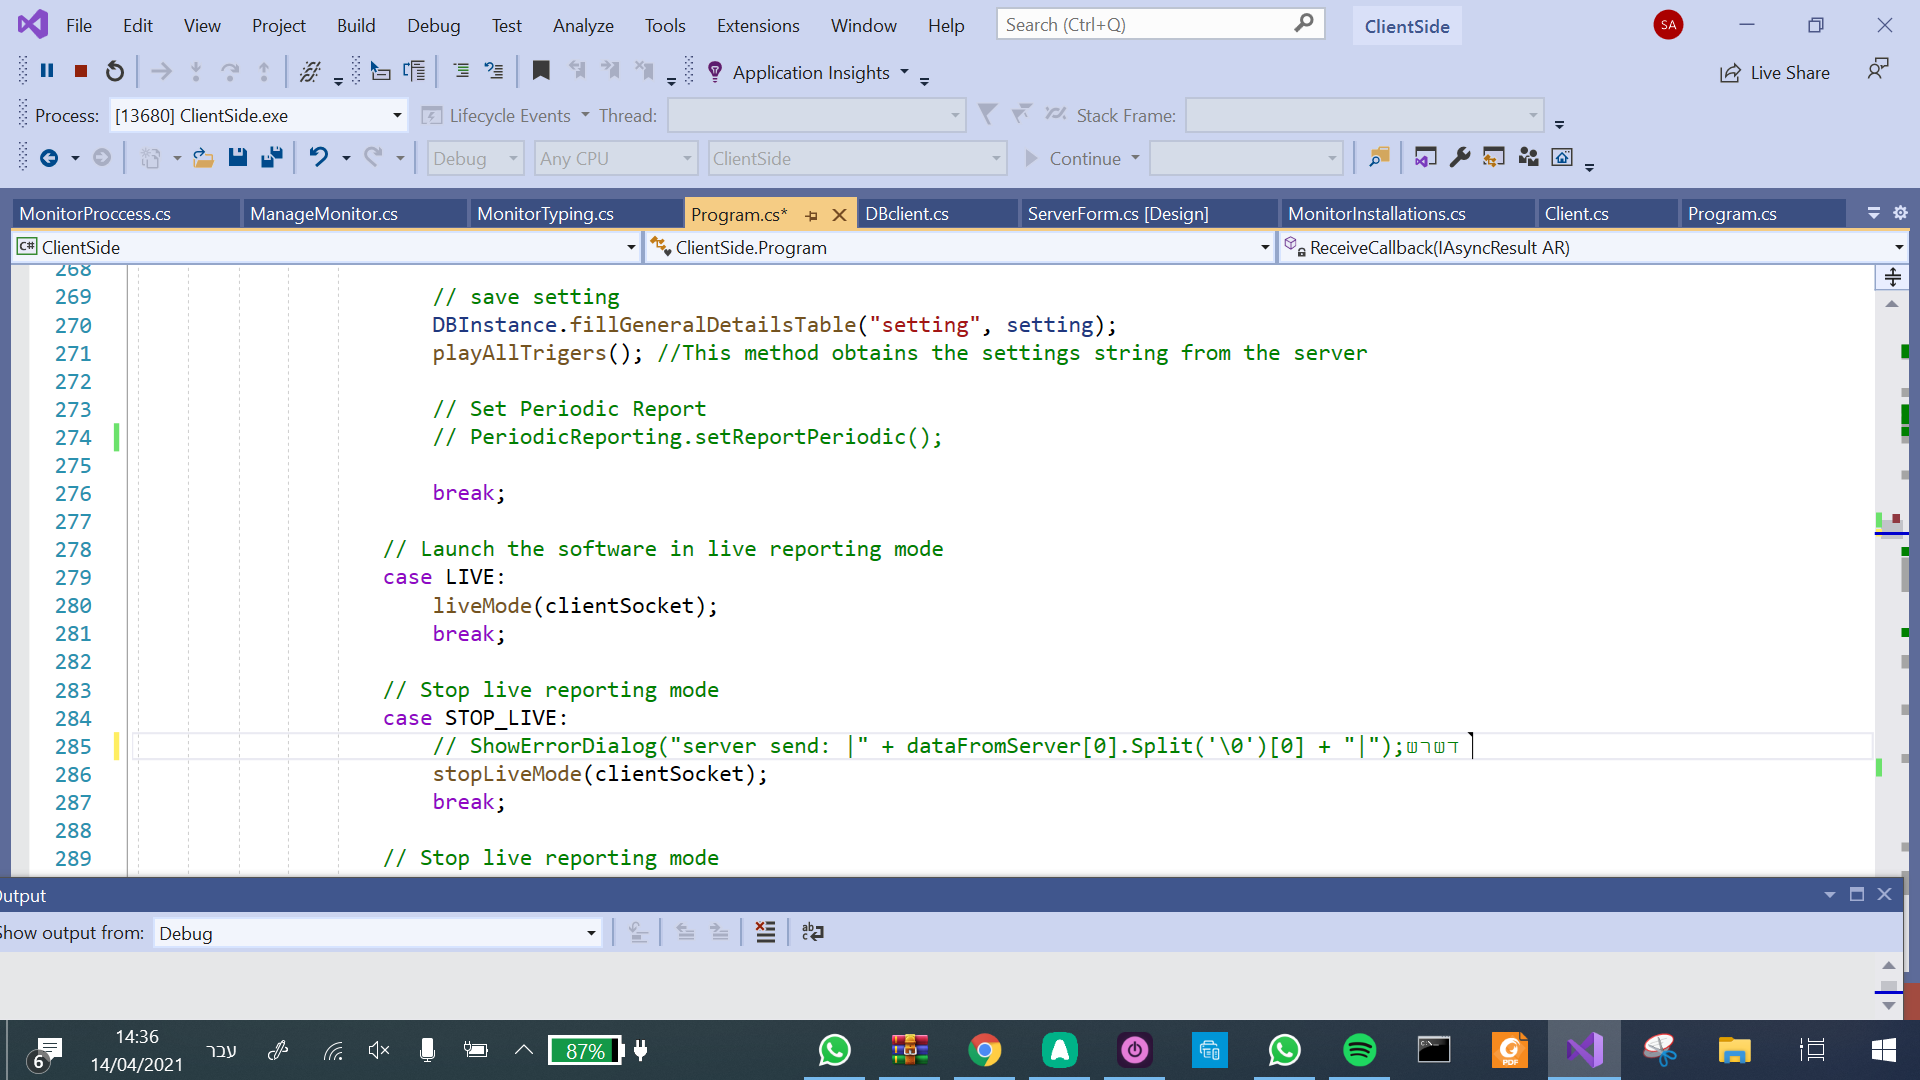 File Edit View Project Build Debug Test Analyze Tools Extensions Window Help Search (Ctrl+Q) ClientSide SA
Application Insights Live Share
Process: [13680] ClientSide.exe Lifecycle Events Thread: Stack Frame:
Debug Any CPU ClientSide Continue
MonitorProccess.cs ManageMonitor.cs MonitorTyping.cs Program.cs* DBclient.cs ServerForm.cs [Design] MonitorInstallations.cs Client.cs Program.cs
C# ClientSide ClientSide.Program ReceiveCallback(IAsyncResult AR)
268
269 // save setting
270 DBInstance.fillGeneralDetailsTable("setting", setting);
271 playAllTrigers(); //This method obtains the settings string from the server
272
273 // Set Periodic Report
274 // PeriodicReporting.setReportPeriodic();
275
276 break;
277
278 // Launch the software in live reporting mode
279 case LIVE:
280 liveMode(clientSocket);
281 break;
282
283 // Stop live reporting mode
284 case STOP_LIVE:
285 // ShowErrorDialog("server send: |" + dataFromServer[0].Split('\0')[0] + "|");דשרש
286 stopLiveMode(clientSocket);
287 break;
288
289 // Stop live reporting mode
Output
Show output from: Debug
6 14:36 עבר 87%
14/04/2021